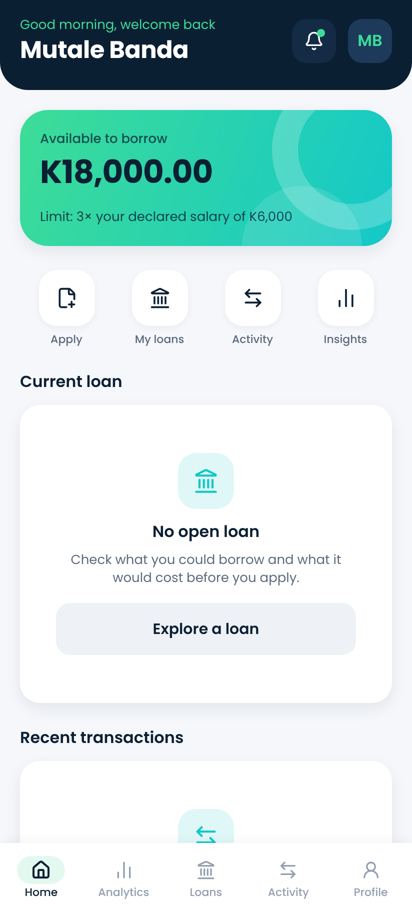 Good morning, welcome back
Mutale Banda
MB
Available to borrow
K18,000.00
Limit: 3× your declared salary of K6,000
Apply
My loans
Activity
Insights
Current loan
No open loan
Check what you could borrow and what it
would cost before you apply.
Explore a loan
Recent transactions
Home
Analytics
Loans
Activity
Profile